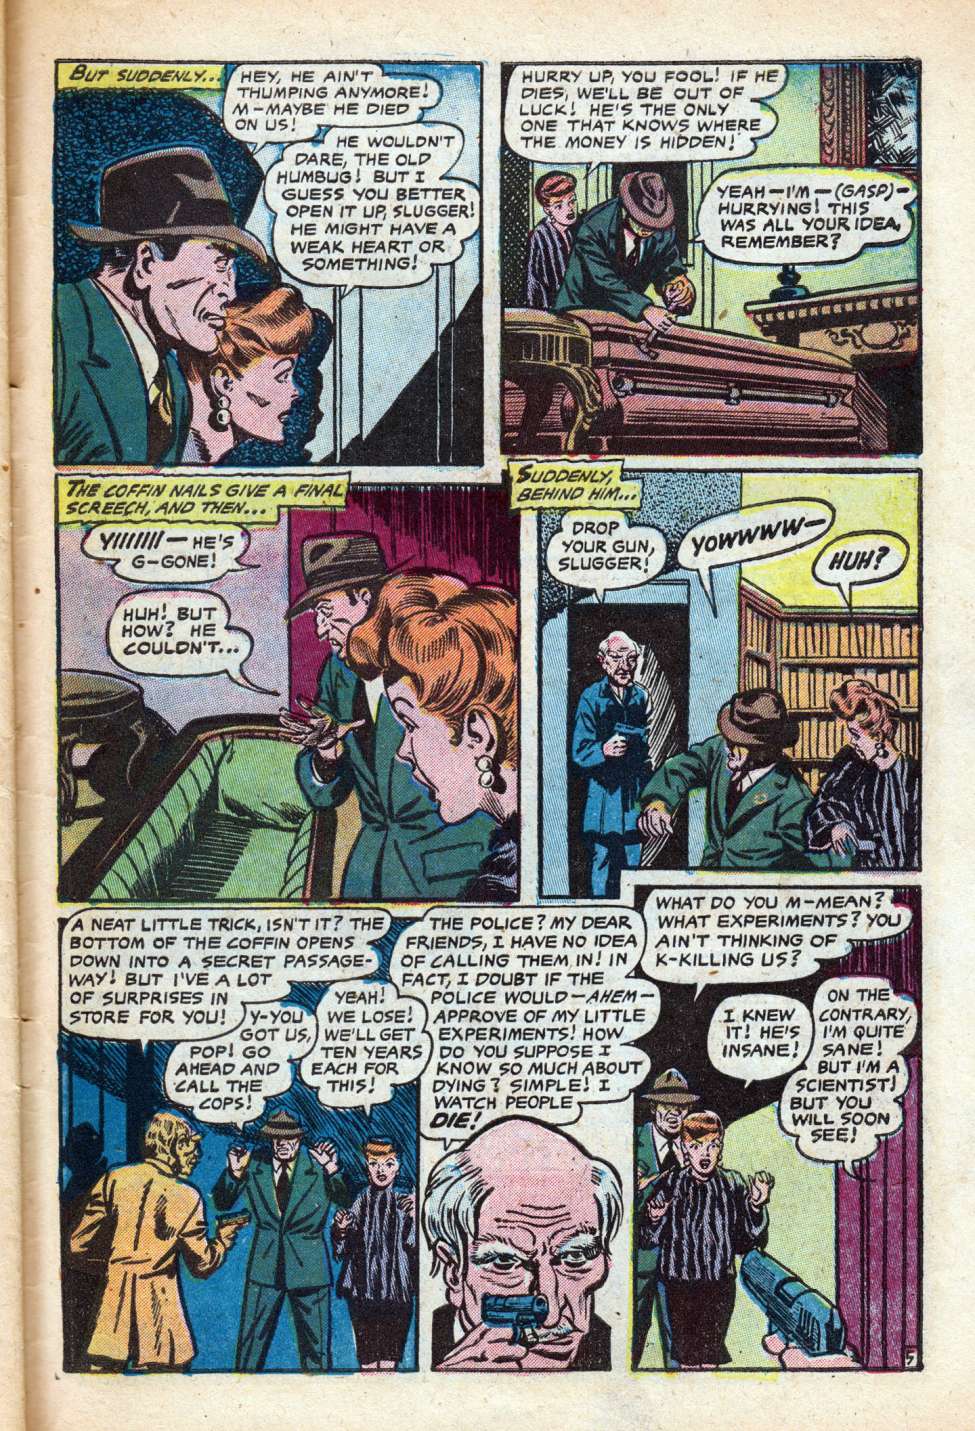 BUT SUDDENLY...
HEY, HE AIN'T
THUMPING ANYMORE!
M-MAYBE HE DIED
ON US!
HE WOULDN'T
DARE, THE OLD
HUMBUG! BUT I
GUESS YOU BETTER
OPEN IT UP, SLUGGER!
HE MIGHT HAVE A
WEAK HEART OR
SOMETHING!
HURRY UP, YOU FOOL! IF HE
DIES, WE'LL BE OUT OF
LUCK! HE'S THE ONLY
ONE THAT KNOWS WHERE
THE MONEY IS HIDDEN!
YEAH—I'M—(GASP)—
HURRYING! THIS
WAS ALL YOUR IDEA,
REMEMBER?
THE COFFIN NAILS GIVE A FINAL
SCREECH, AND THEN...
YIIIIIII— HE'S
G-GONE!
HUH! BUT
HOW? HE
COULDN'T...
SUDDENLY,
BEHIND HIM...
DROP
YOUR GUN,
SLUGGER!
YOWWWW—
HUH?
A NEAT LITTLE TRICK, ISN'T IT? THE
BOTTOM OF THE COFFIN OPENS
DOWN INTO A SECRET PASSAGE-
WAY! BUT I'VE A LOT
OF SURPRISES IN
STORE FOR YOU!
Y-YOU
GOT US,
POP! GO
AHEAD AND
CALL THE
COPS!
YEAH!
WE LOSE!
WE'LL GET
TEN YEARS
EACH FOR
THIS!
THE POLICE? MY DEAR
FRIENDS, I HAVE NO IDEA
OF CALLING THEM IN! IN
FACT, I DOUBT IF THE
POLICE WOULD—AHEM—
APPROVE OF MY LITTLE
EXPERIMENTS! HOW
DO YOU SUPPOSE I
KNOW SO MUCH ABOUT
DYING? SIMPLE! I
WATCH PEOPLE
DIE!
WHAT DO YOU M-MEAN?
WHAT EXPERIMENTS? YOU
AIN'T THINKING OF
K-KILLING US?
I KNEW
IT! HE'S
INSANE!
ON THE
CONTRARY,
I'M QUITE
SANE!
BUT I'M A
SCIENTIST!
BUT YOU
WILL SOON
SEE!
5